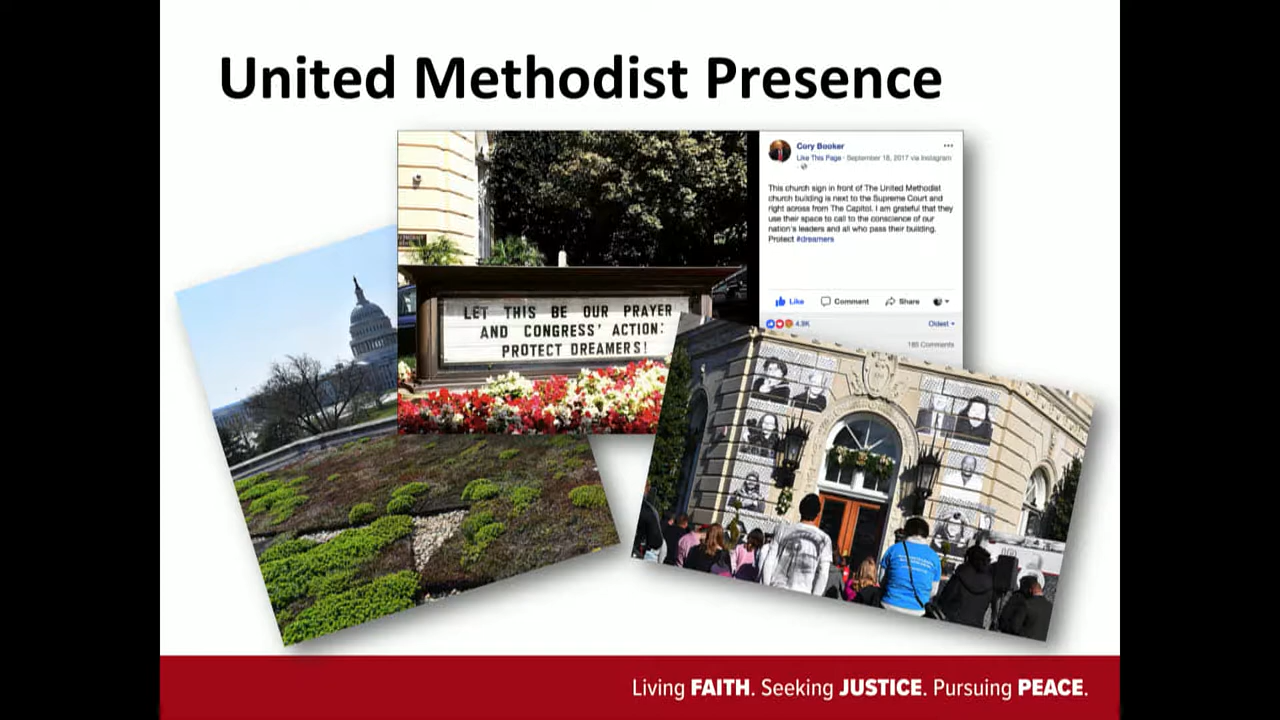 United Methodist Presence
Cory Booker
Like This Page · September 18, 2017 via Instagram
This church sign in front of The United Methodist
church building is next to the Supreme Court and
right across from The Capitol. I am grateful that they
use their space to call to the conscience of our
nation's leaders and all who pass their building.
Protect #dreamers
Like Comment Share
4.9K Oldest
185 Comments
LET THIS BE OUR PRAYER
AND CONGRESS' ACTION:
PROTECT DREAMERS!
Living FAITH. Seeking JUSTICE. Pursuing PEACE.